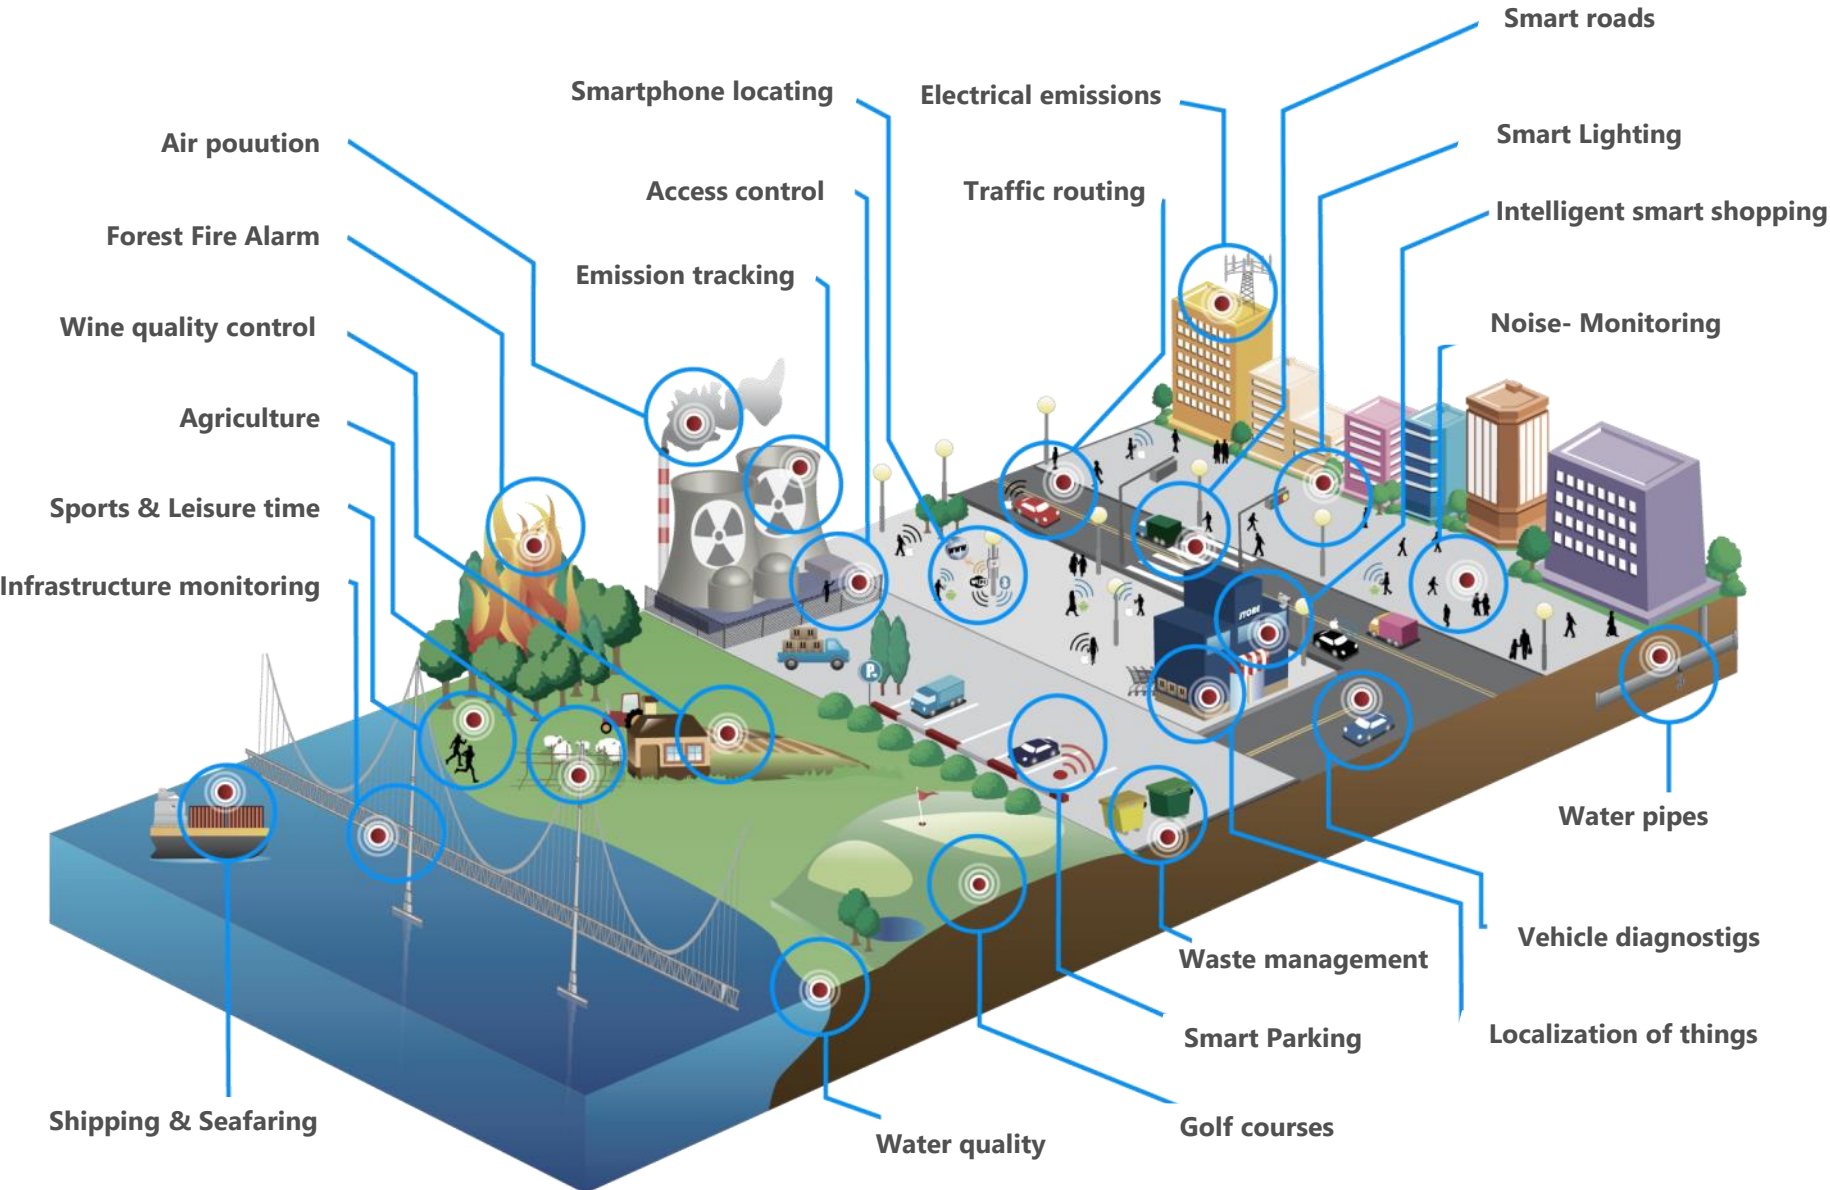 Smart roads
Smartphone locating
Electrical emissions
Air pouution
Smart Lighting
Access control
Traffic routing
Intelligent smart shopping
Forest Fire Alarm
Emission tracking
Wine quality control
Noise- Monitoring
Agriculture
Sports & Leisure time
Infrastructure monitoring
www
STORE
P
Water pipes
Vehicle diagnostigs
Waste management
Smart Parking
Localization of things
Shipping & Seafaring
Water quality
Golf courses